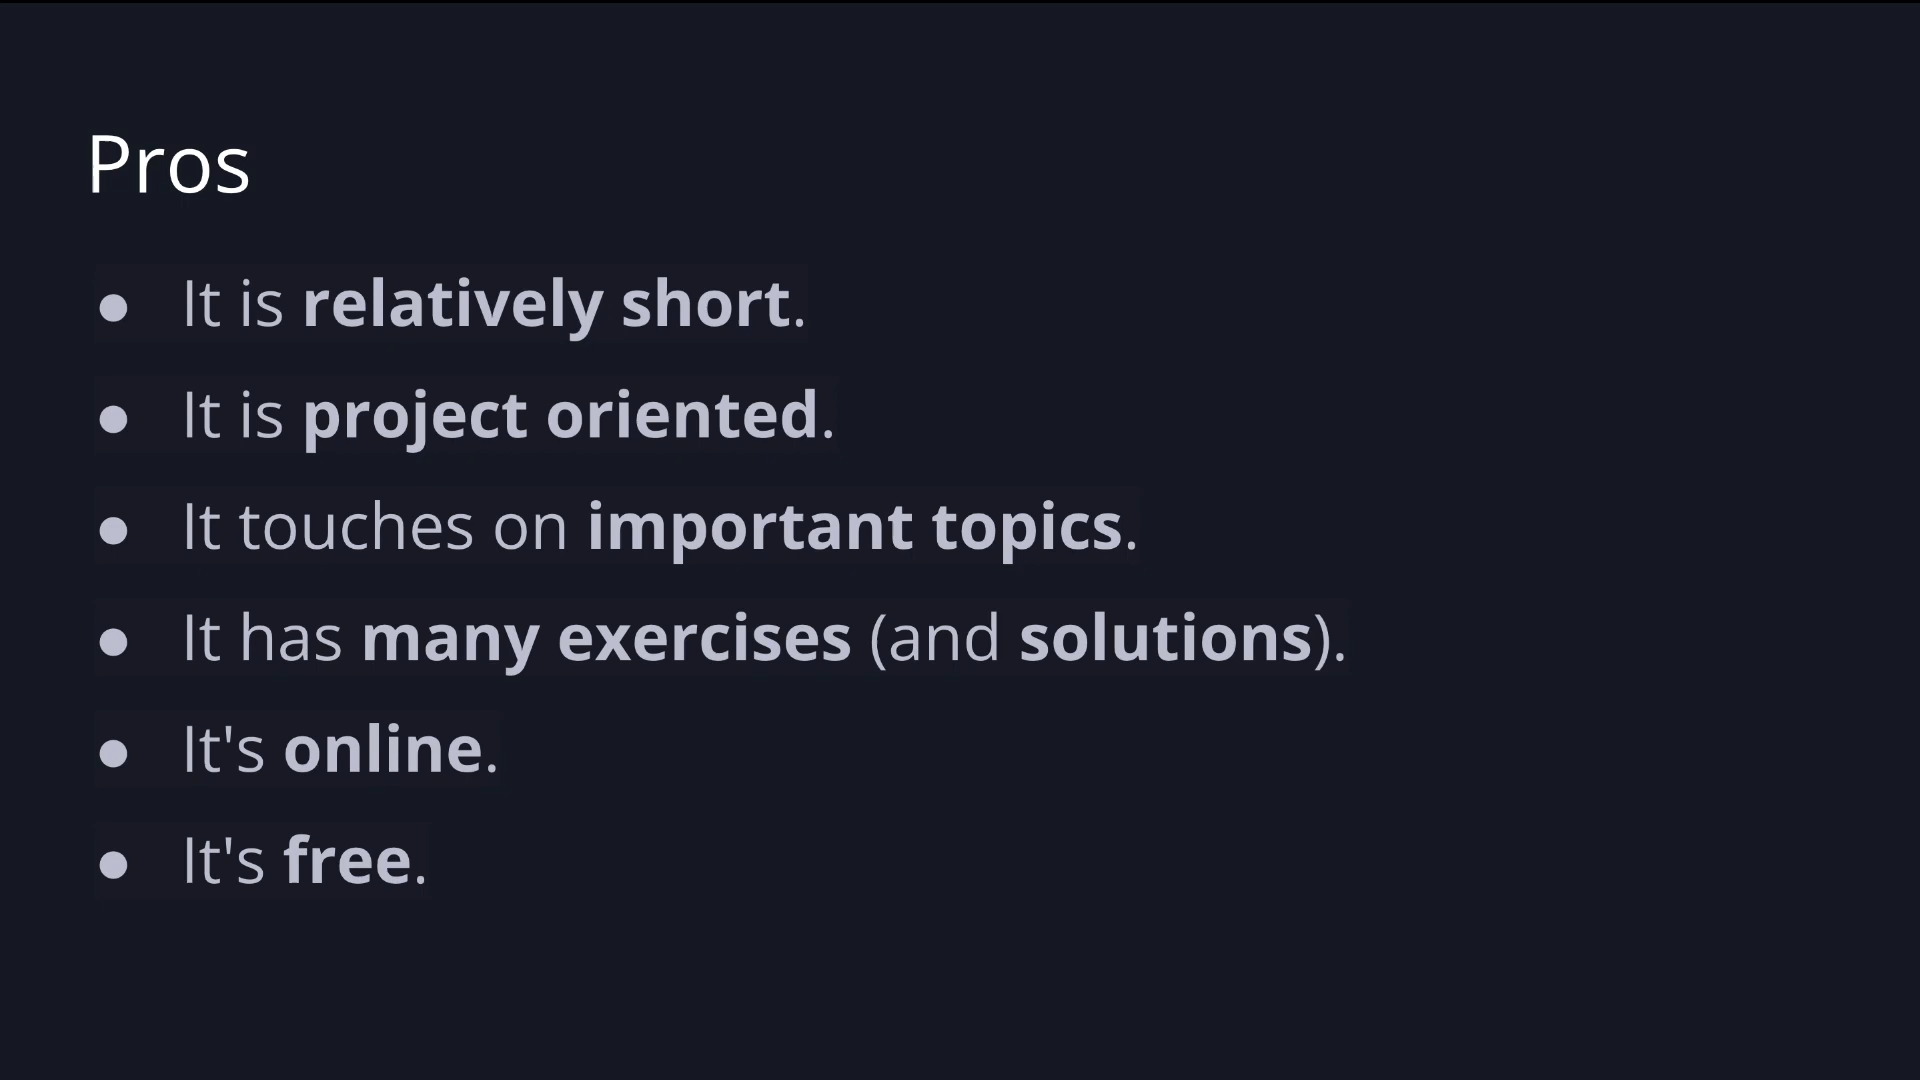 Pros
● It is relatively short.
● It is project oriented.
● It touches on important topics.
● It has many exercises (and solutions).
● It's online.
● It's free.